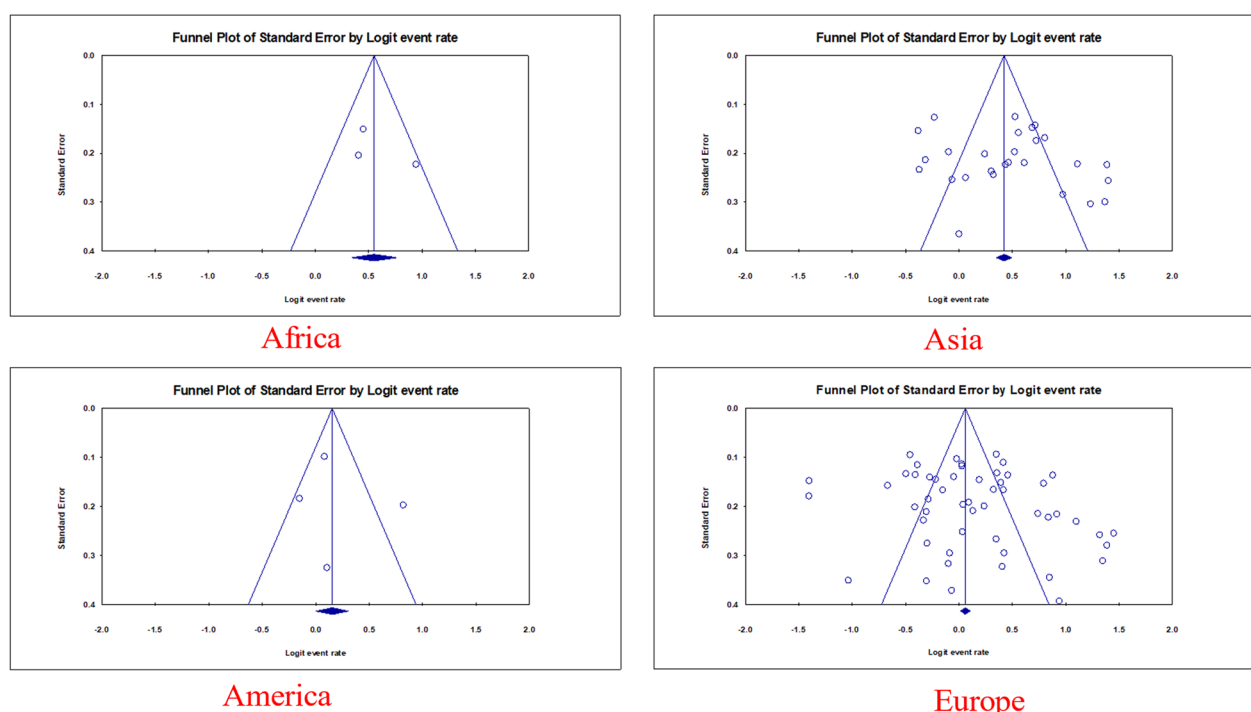 Funnel Plot of Standard Error by Logit event rate
0.0
0.1
0.2
0.3
0.4
Standard Error
-2.0 -1.5 -1.0 -0.5 0.0 0.5 1.0 1.5 2.0
Logit event rate
Africa
Funnel Plot of Standard Error by Logit event rate
0.0
0.1
0.2
0.3
0.4
Standard Error
-2.0 -1.5 -1.0 -0.5 0.0 0.5 1.0 1.5 2.0
Logit event rate
Asia
Funnel Plot of Standard Error by Logit event rate
0.0
0.1
0.2
0.3
0.4
Standard Error
-2.0 -1.5 -1.0 -0.5 0.0 0.5 1.0 1.5 2.0
Logit event rate
America
Funnel Plot of Standard Error by Logit event rate
0.0
0.1
0.2
0.3
0.4
Standard Error
-2.0 -1.5 -1.0 -0.5 0.0 0.5 1.0 1.5 2.0
Logit event rate
Europe